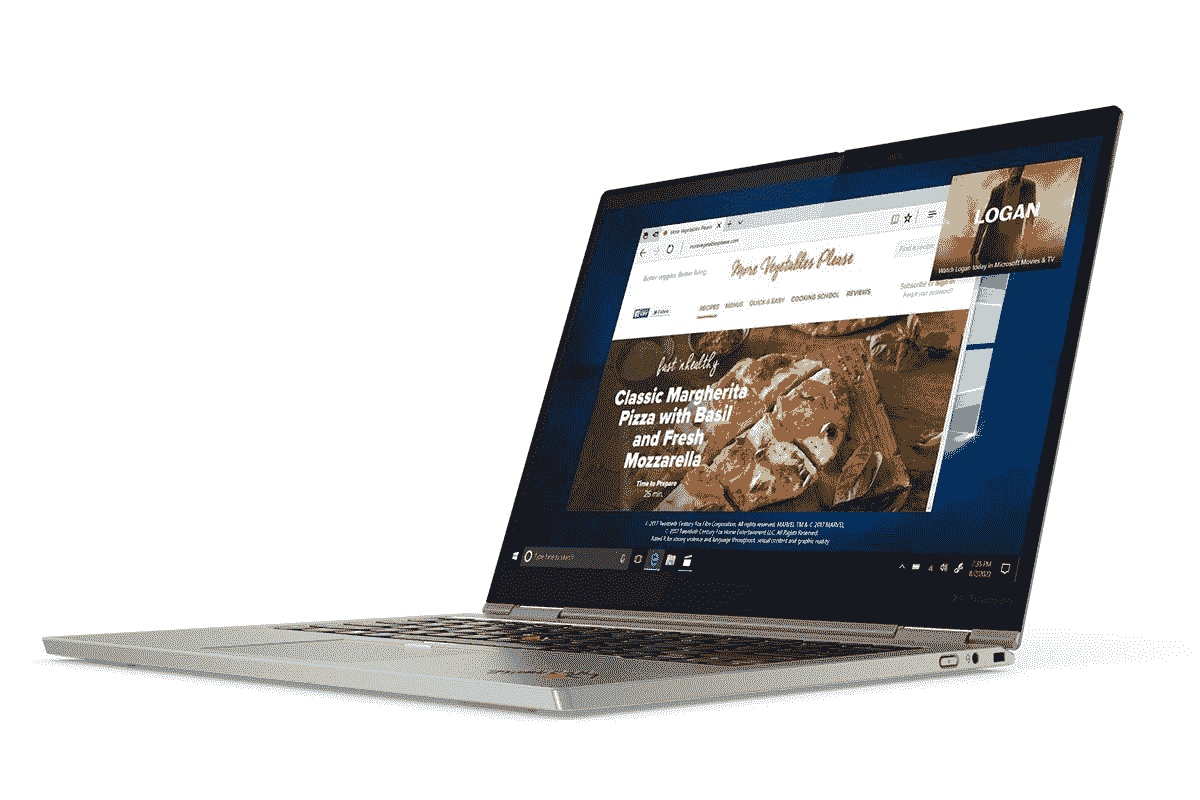 More Vegetables Please
morevegetablesplease.com
Better veggies. Better living.
More Vegetables Please
Find a recipe
Subscribe or Sign in
Forgot your password?
RECIPES MENUS QUICK & EASY COOKING SCHOOL REVIEWS
fast 'n healthy
Classic Margherita
Pizza with Basil
and Fresh
Mozzarella
Time to Prepare
25 min.
LOGAN
Watch Logan today in Microsoft Movies & TV
© 2017 Twentieth Century Fox Film Corporation. All rights reserved. MARVEL TM & © 2017 MARVEL
© 2017 Twentieth Century Fox Home Entertainment LLC. All Rights Reserved.
Rated R for strong violence and language throughout, sexual content and graphic nudity
Type here to search
7:35 PM